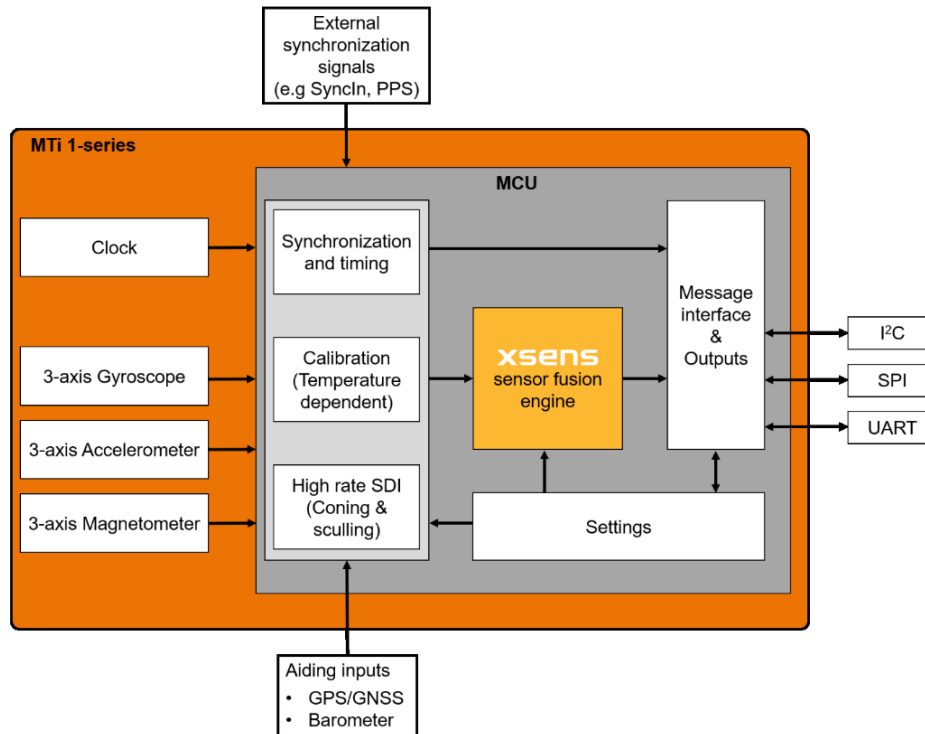 External
synchronization
signals
(e.g SyncIn, PPS)
MTi 1-series
MCU
Clock
Synchronization
and timing
Message
interface
&
Outputs
3-axis Gyroscope
Calibration
(Temperature
dependent)
xsens
sensor fusion
engine
I²C
SPI
UART
3-axis Accelerometer
3-axis Magnetometer
High rate SDI
(Coning &
sculling)
Settings
Aiding inputs
• GPS/GNSS
• Barometer